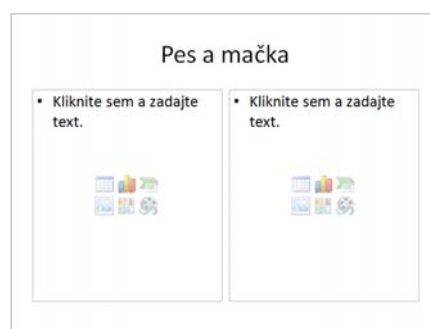 Pes a mačka
• Kliknite sem a zadajte
text.
• Kliknite sem a zadajte
text.